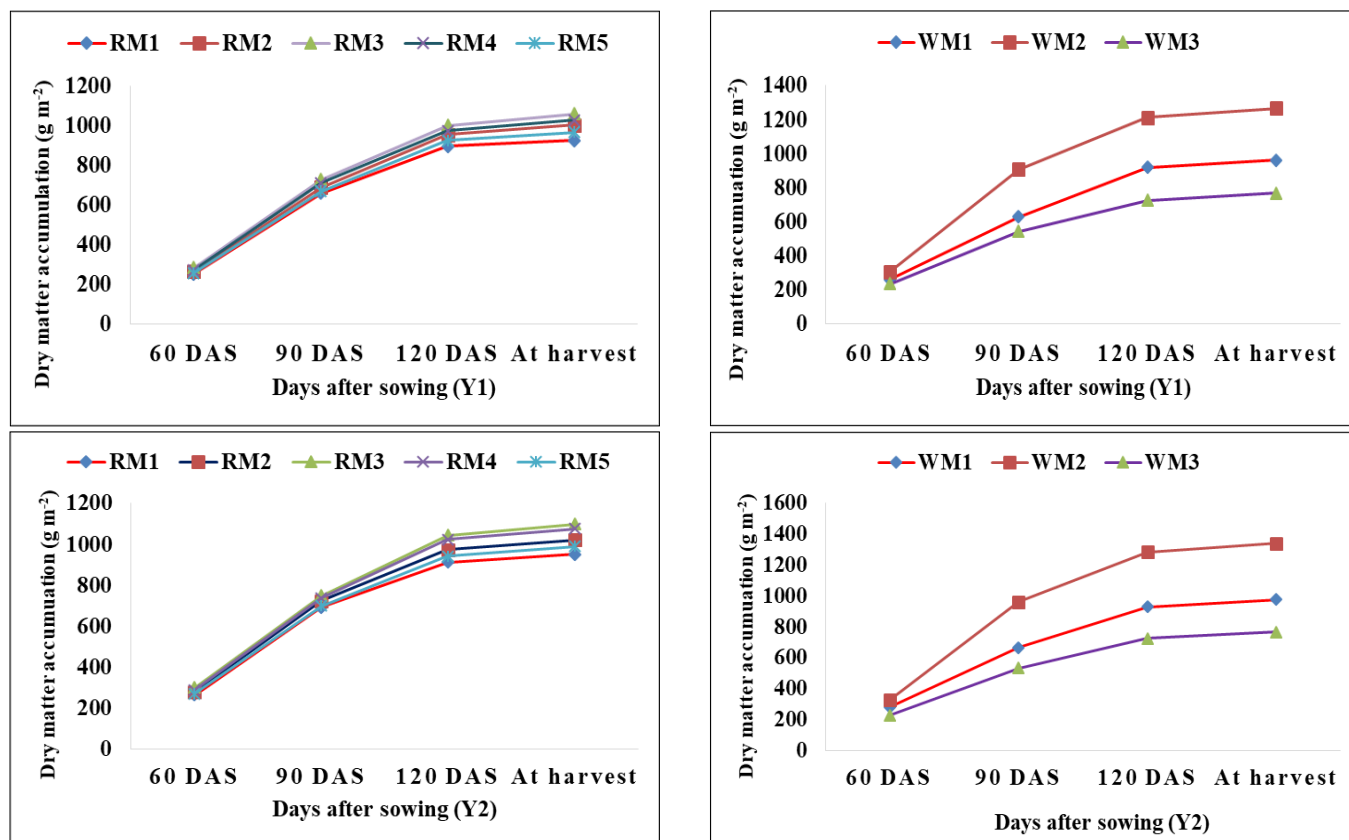 RM1 RM2 RM3 RM4 RM5
Dry matter accumulation (g m-2)
1200
1000
800
600
400
200
0
60 DAS 90 DAS 120 DAS At harvest
Days after sowing (Y1)
WM1 WM2 WM3
Dry matter accumuation (g m-2)
1400
1200
1000
800
600
400
200
0
60 DAS 90 DAS 120 DAS At harvest
Days after sowing (Y1)
RM1 RM2 RM3 RM4 RM5
Dry matter accumulation (g m-2)
1200
1000
800
600
400
200
0
60 DAS 90 DAS 120 DAS At harvest
Days after sowing (Y2)
WM1 WM2 WM3
Dry matter accumuation (g m-2)
1600
1400
1200
1000
800
600
400
200
0
60 DAS 90 DAS 120 DAS At harvest
Days after sowing (Y2)